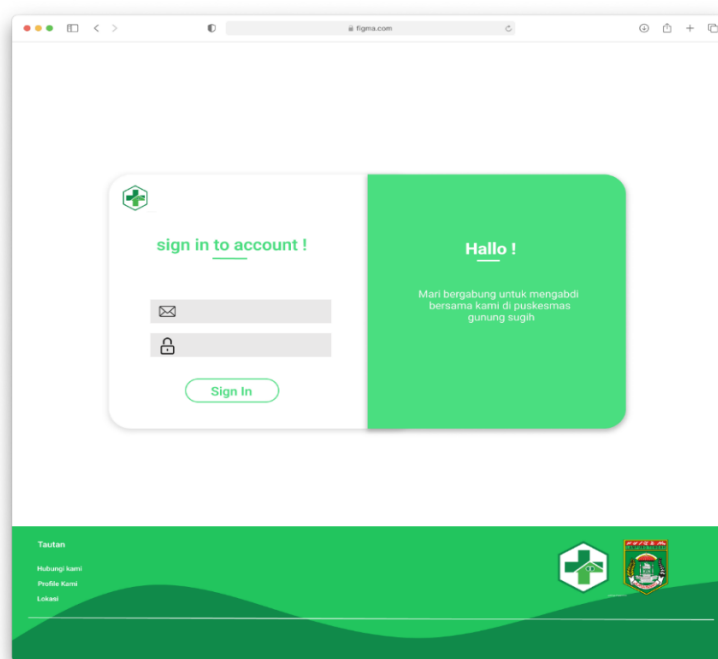 figma.com
sign in to account !
Sign In
Hallo !
Mari bergabung untuk mengabdi
bersama kami di puskesmas
gunung sugih
Tautan
Hubungi kami
Profile Kami
Lokasi